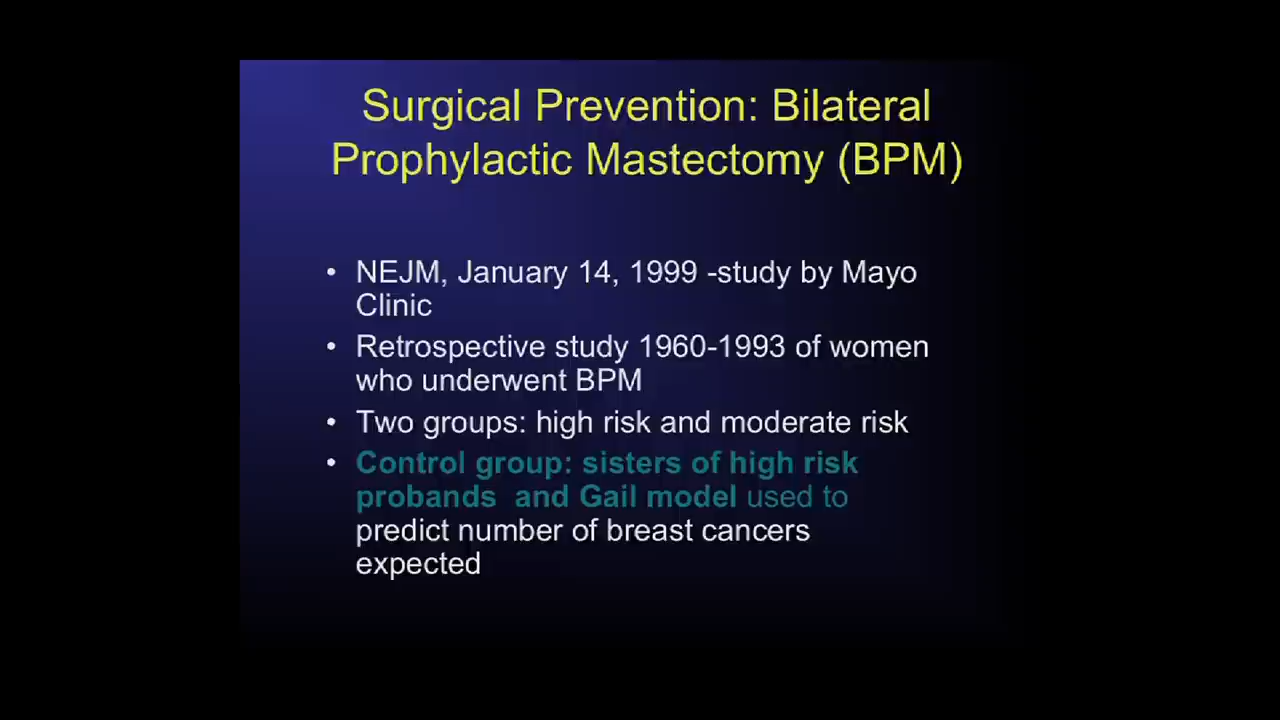 Surgical Prevention: Bilateral
Prophylactic Mastectomy (BPM)
• NEJM, January 14, 1999 -study by Mayo
Clinic
• Retrospective study 1960-1993 of women
who underwent BPM
• Two groups: high risk and moderate risk
• Control group: sisters of high risk
probands  and Gail model used to
predict number of breast cancers
expected